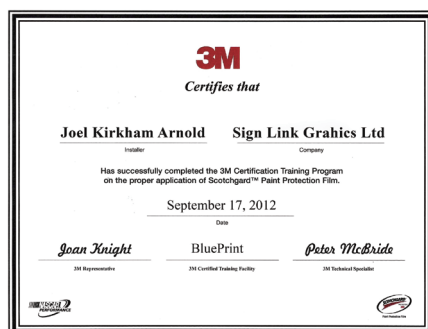 3M
Certifies that
Joel Kirkham Arnold Sign Link Grahics Ltd
Installer Company
Has successfully completed the 3M Certification Training Program
on the proper application of Scotchgard™ Paint Protection Film.
September 17, 2012
Date
Joan Knight BluePrint Peter McBride
3M Representative 3M Certified Training Facility 3M Technical Specialist
NASCAR
PERFORMANCE
SCOTCHGARD
Paint Protection Film